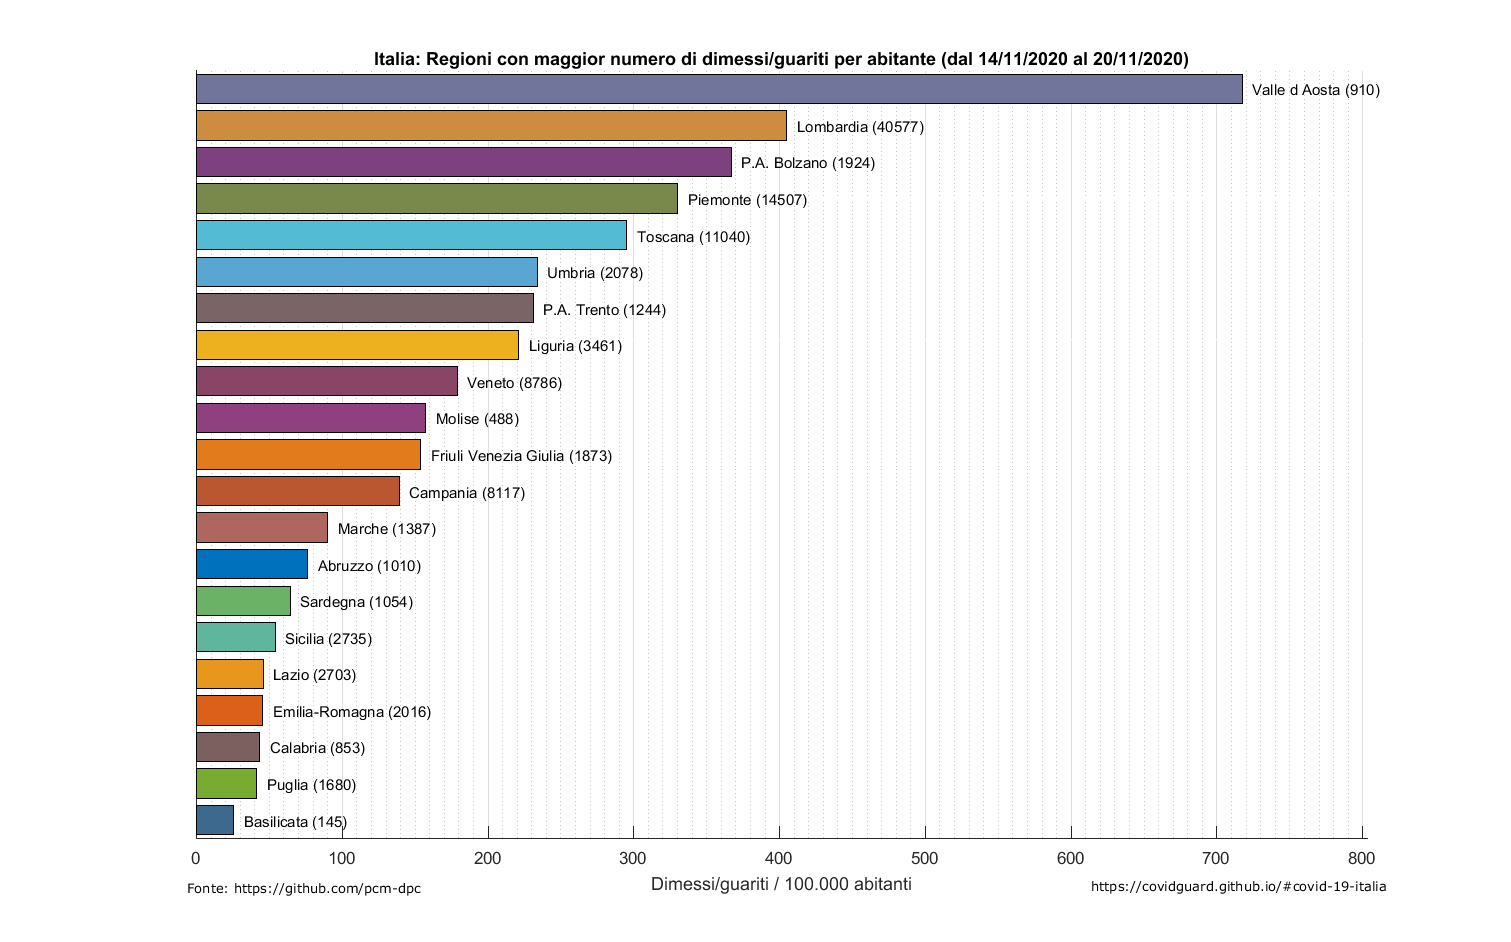 Italia: Regioni con maggior numero di dimessi/guariti per abitante (dal 14/11/2020 al 20/11/2020)
Valle d Aosta (910)
Lombardia (40577)
P.A. Bolzano (1924)
Piemonte (14507)
Toscana (11040)
Umbria (2078)
P.A. Trento (1244)
Liguria (3461)
Veneto (8786)
Molise (488)
Friuli Venezia Giulia (1873)
Campania (8117)
Marche (1387)
Abruzzo (1010)
Sardegna (1054)
Sicilia (2735)
Lazio (2703)
Emilia-Romagna (2016)
Calabria (853)
Puglia (1680)
Basilicata (145)
0 100 200 300 400 500 600 700 800
Dimessi/guariti / 100.000 abitanti
Fonte: https://github.com/pcm-dpc
https://covidguard.github.io/#covid-19-italia